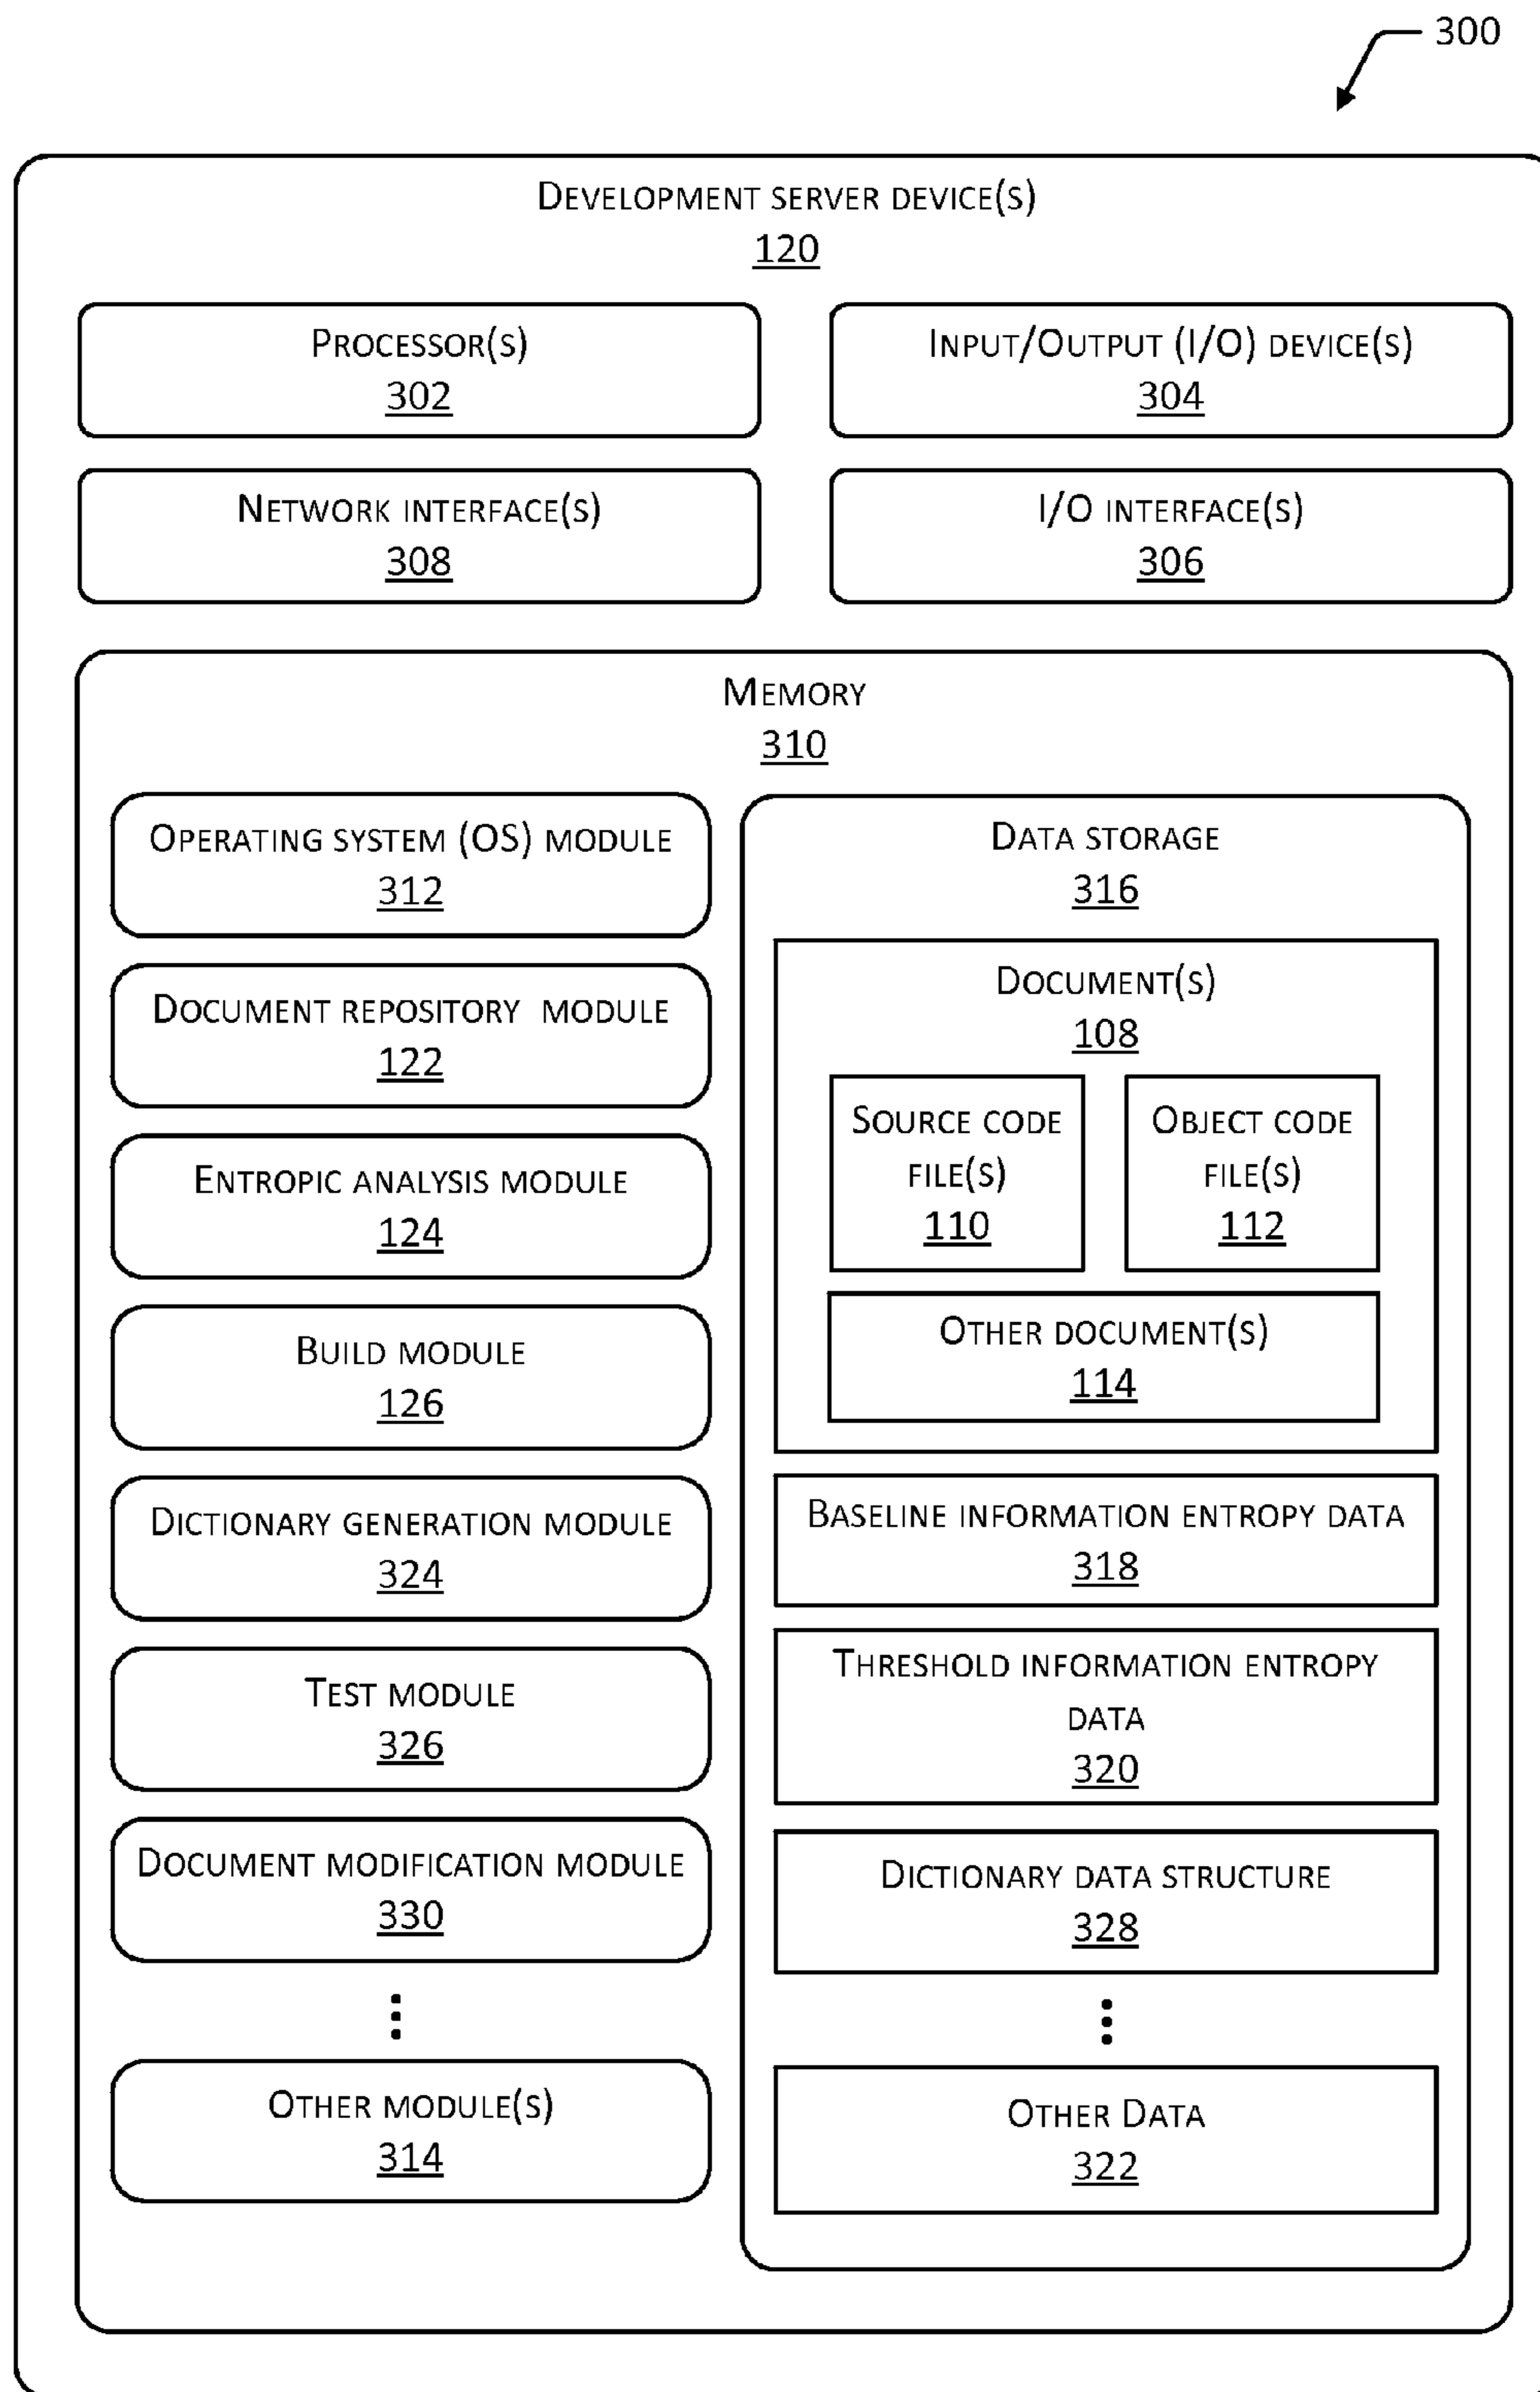 300
DEVELOPMENT SERVER DEVICE(S)
120
PROCESSOR(S)
302
INPUT/OUTPUT (I/O) DEVICE(S)
304
NETWORK INTERFACE(S)
308
I/O INTERFACE(S)
306
MEMORY
310
OPERATING SYSTEM (OS) MODULE
312
DOCUMENT REPOSITORY MODULE
122
ENTROPIC ANALYSIS MODULE
124
BUILD MODULE
126
DICTIONARY GENERATION MODULE
324
TEST MODULE
326
DOCUMENT MODIFICATION MODULE
330
OTHER MODULE(S)
314
DATA STORAGE
316
DOCUMENT(S)
108
SOURCE CODE
FILE(S)
110
OBJECT CODE
FILE(S)
112
OTHER DOCUMENT(S)
114
BASELINE INFORMATION ENTROPY DATA
318
THRESHOLD INFORMATION ENTROPY
DATA
320
DICTIONARY DATA STRUCTURE
328
OTHER DATA
322